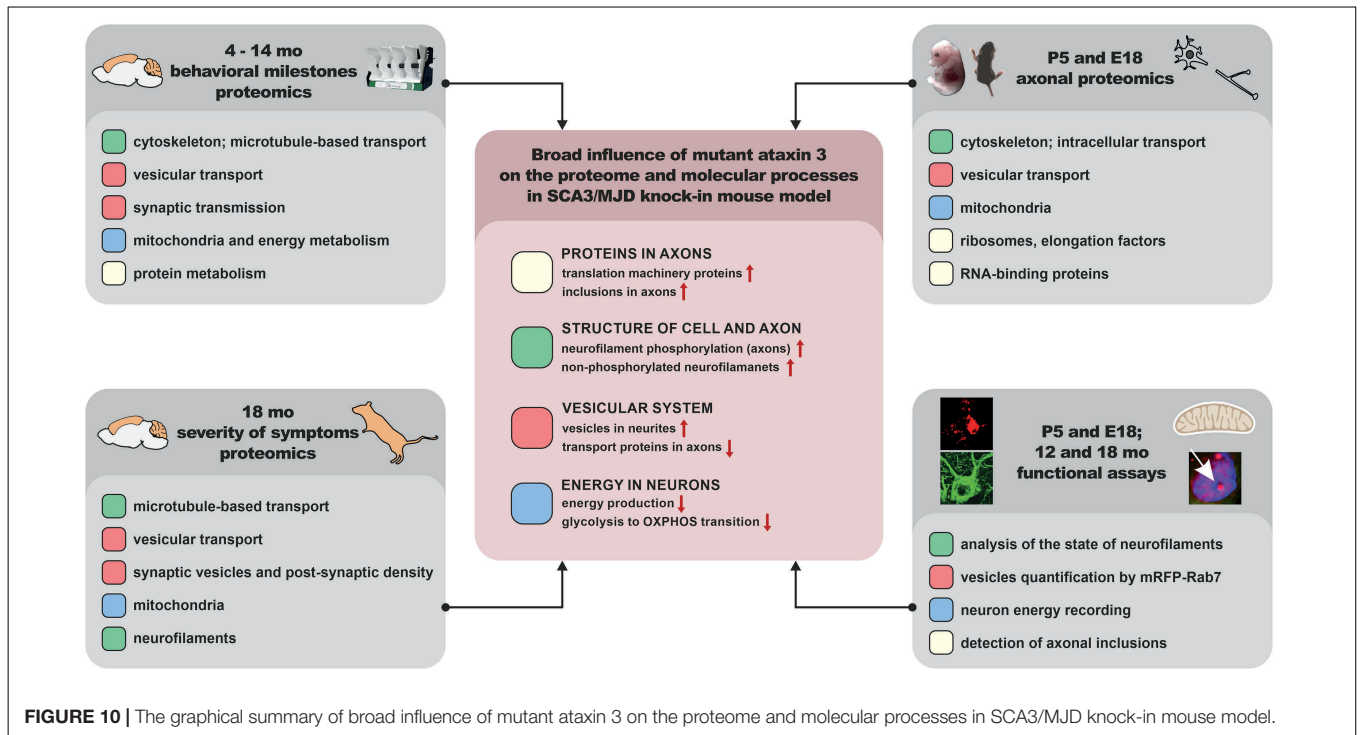 4 - 14 mo
behavioral milestones
proteomics
cytoskeleton; microtubule-based transport
vesicular transport
synaptic transmission
mitochondria and energy metabolism
protein metabolism
P5 and E18
axonal proteomics
cytoskeleton; intracellular transport
vesicular transport
mitochondria
ribosomes, elongation factors
RNA-binding proteins
Broad influence of mutant ataxin 3
on the proteome and molecular processes
in SCA3/MJD knock-in mouse model
PROTEINS IN AXONS
translation machinery proteins ↑
inclusions in axons ↑
STRUCTURE OF CELL AND AXON
neurofilament phosphorylation (axons) ↑
non-phosphorylated neurofilamanets ↑
VESICULAR SYSTEM
vesicles in neurites ↑
transport proteins in axons ↓
ENERGY IN NEURONS
energy production ↓
glycolysis to OXPHOS transition ↓
18 mo
severity of symptoms
proteomics
microtubule-based transport
vesicular transport
synaptic vesicles and post-synaptic density
mitochondria
neurofilaments
P5 and E18;
12 and 18 mo
functional assays
analysis of the state of neurofilaments
vesicles quantification by mRFP-Rab7
neuron energy recording
detection of axonal inclusions
FIGURE 10 | The graphical summary of broad influence of mutant ataxin 3 on the proteome and molecular processes in SCA3/MJD knock-in mouse model.